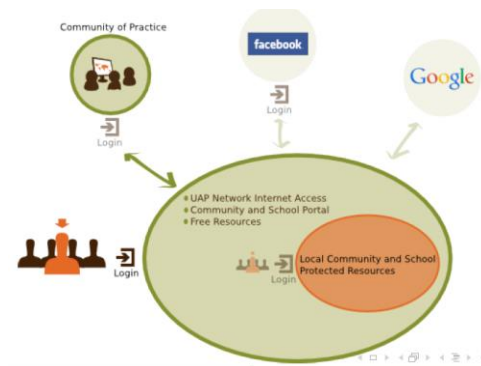 Community of Practice
facebook
Google
Login
Login
Login
UAP Network Internet Access
Community and School Portal
Free Resources
Local Community and School
Protected Resources
Login